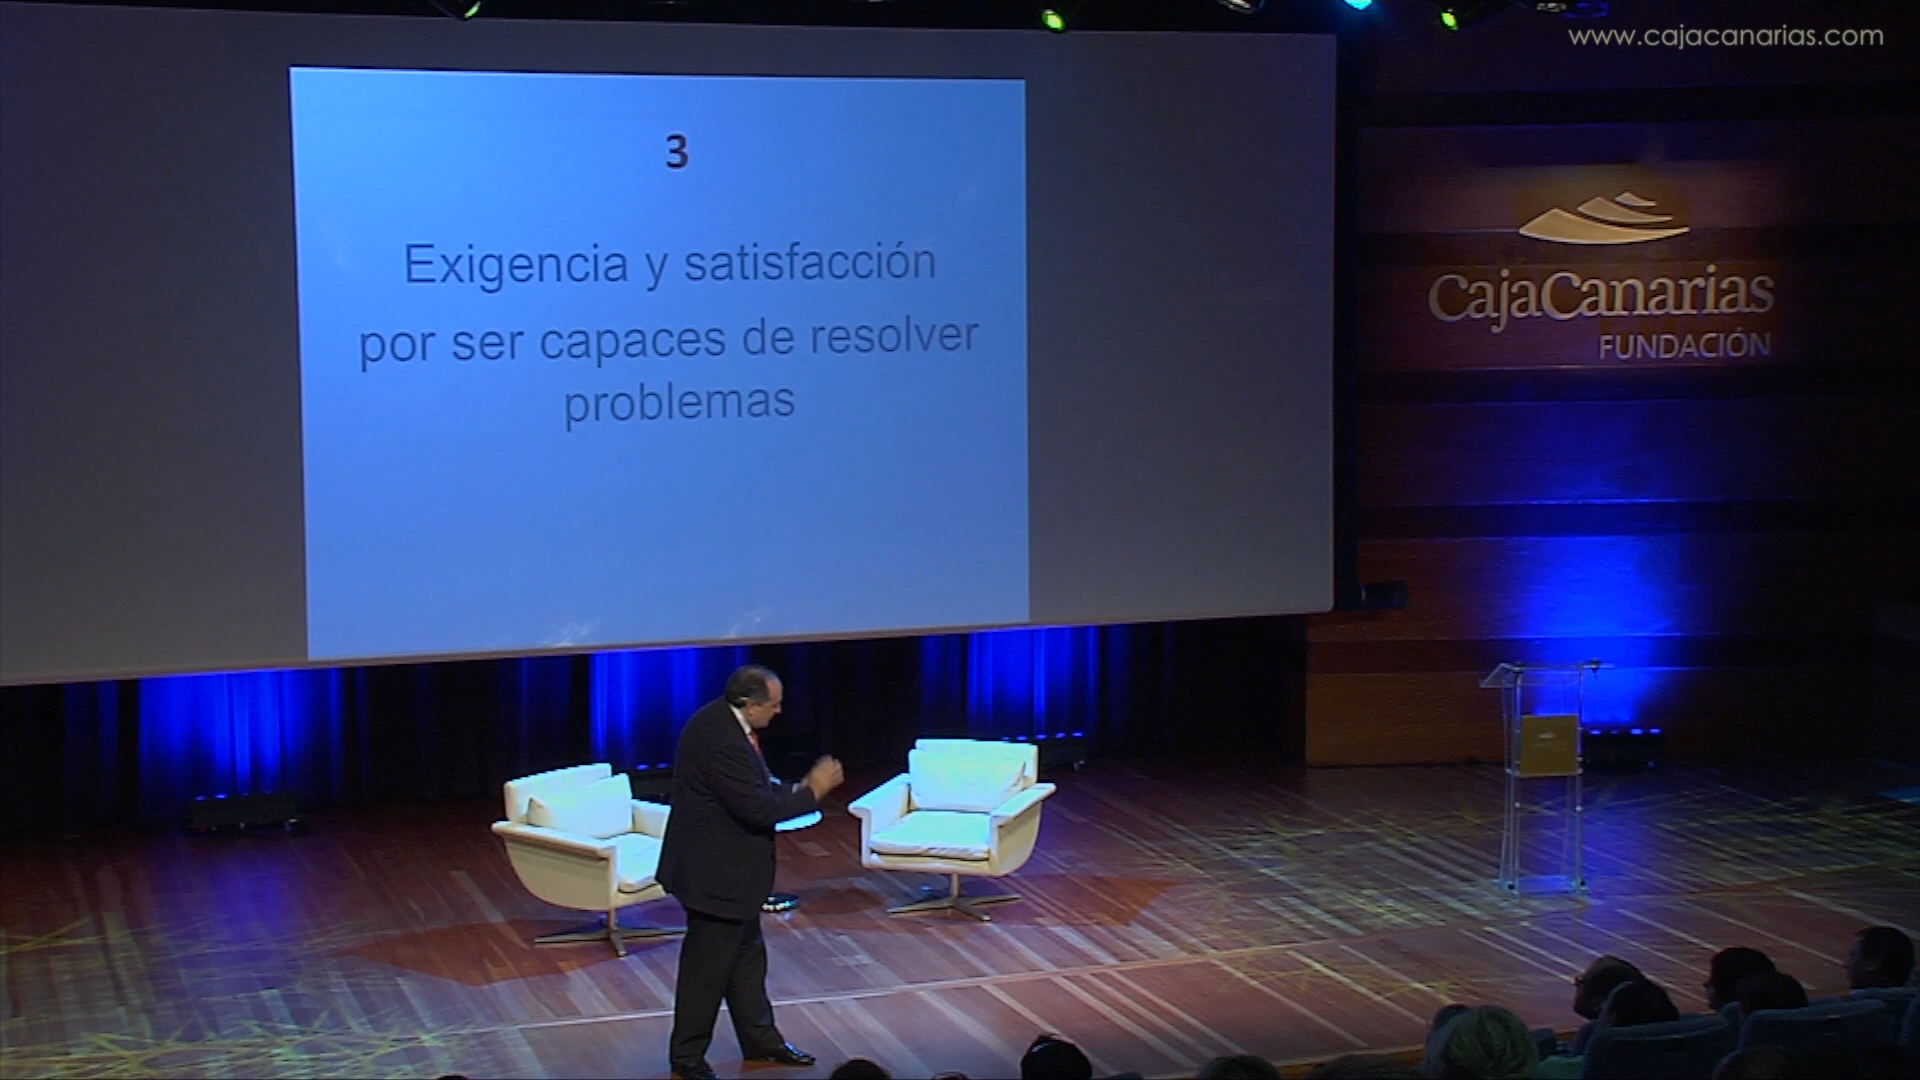 www.cajacanarias.com
3
Exigencia y satisfacción
por ser capaces de resolver
problemas
CajaCanarias
FUNDACIÓN